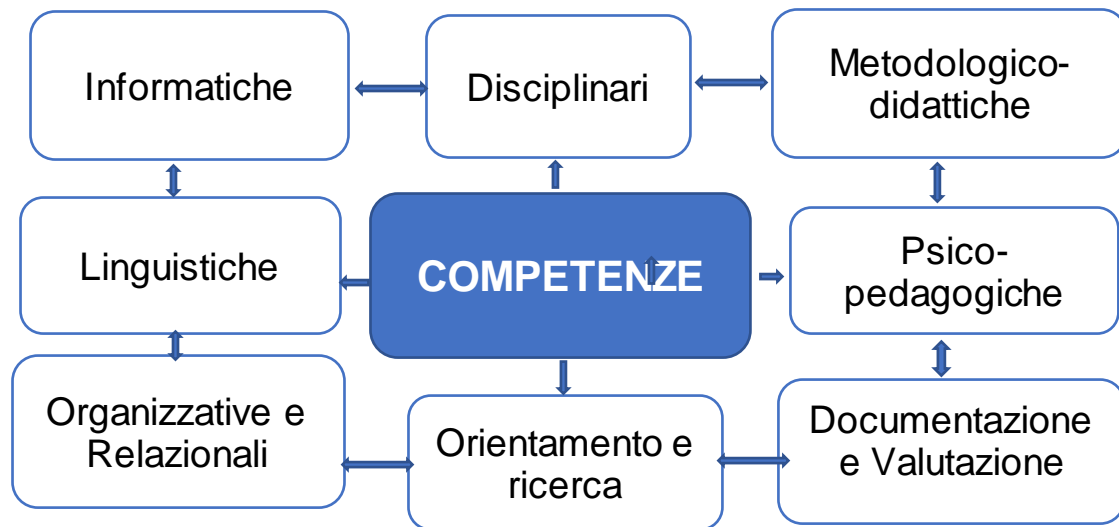 Informatiche
Disciplinari
Metodologico-
didattiche
Linguistiche
COMPETENZE
Psico-
pedagogiche
Organizzative e
Relazionali
Orientamento e
ricerca
Documentazione
e Valutazione